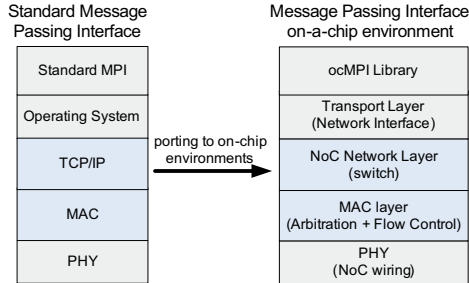 Standard Message
Passing Interface
Standard MPI
Operating System
TCP/IP
MAC
PHY
porting to on-chip
environments
Message Passing Interface
on-a-chip environment
ocMPI Library
Transport Layer
(Network Interface)
NoC Network Layer
(switch)
MAC layer
(Arbitration + Flow Control)
PHY
(NoC wiring)